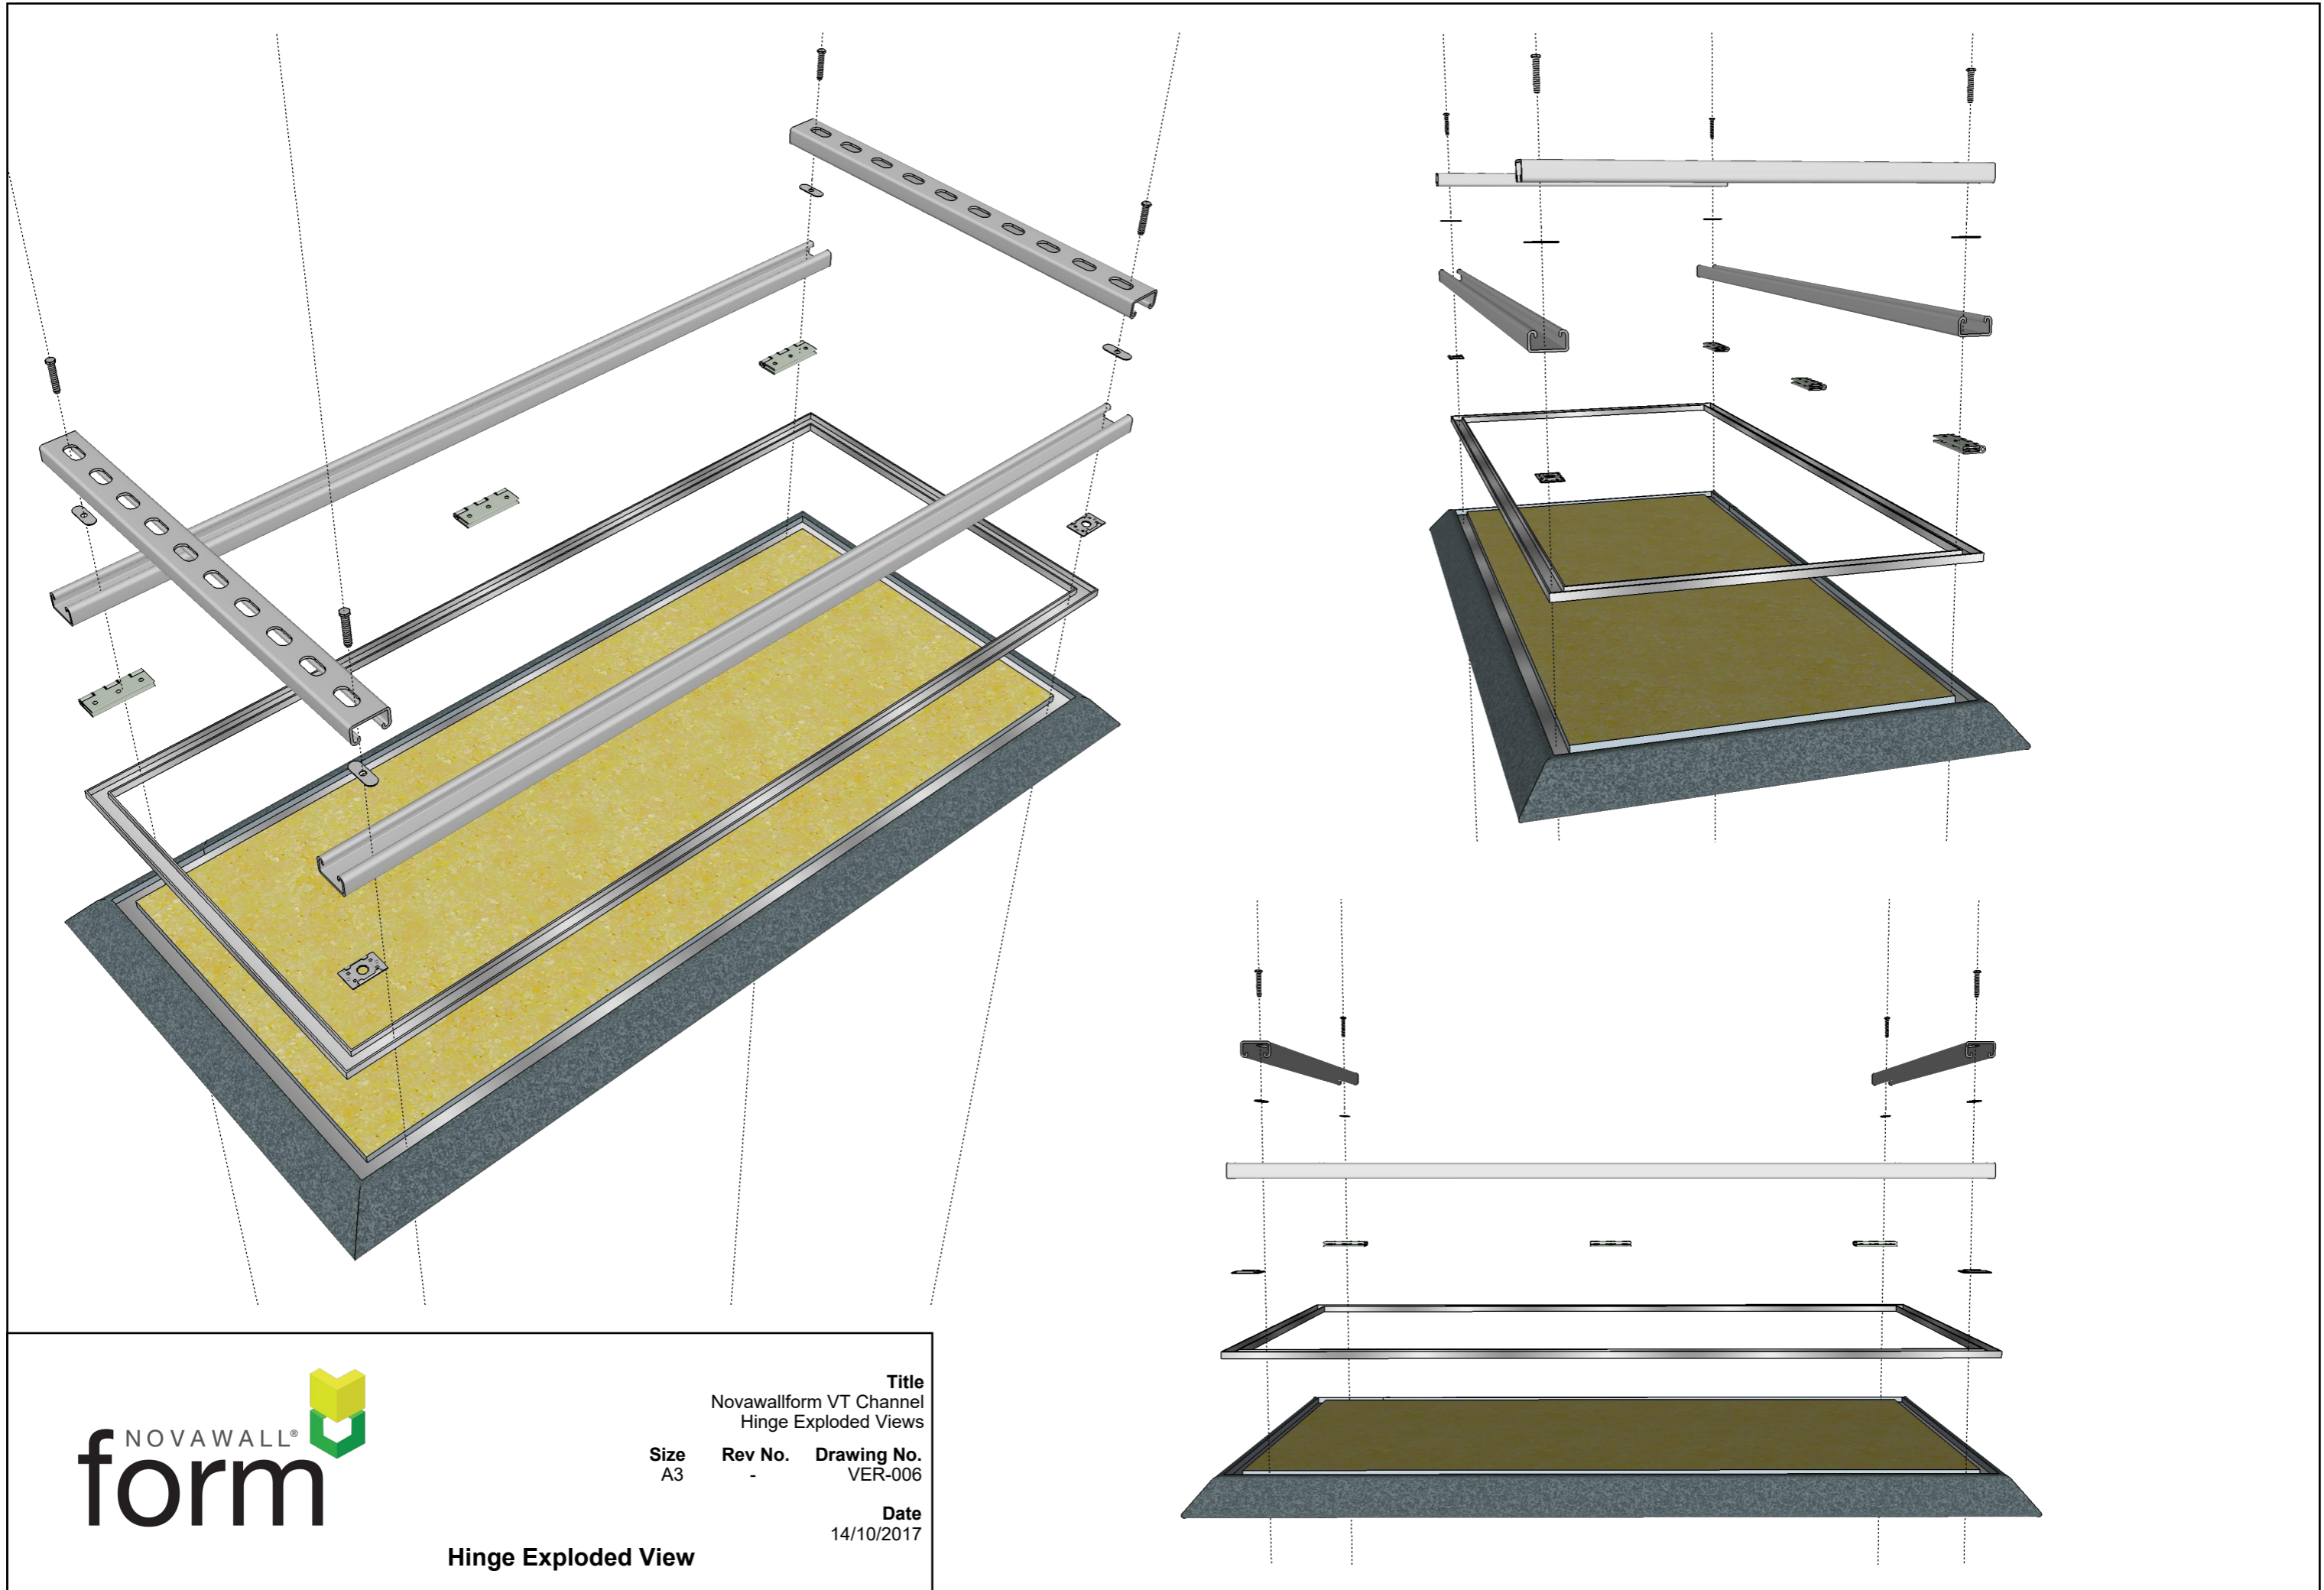 NOVAWALL®
form
Title
Novawallform VT Channel
Hinge Exploded Views
Size Rev No. Drawing No.
A3 - VER-006
Date
14/10/2017
Hinge Exploded View